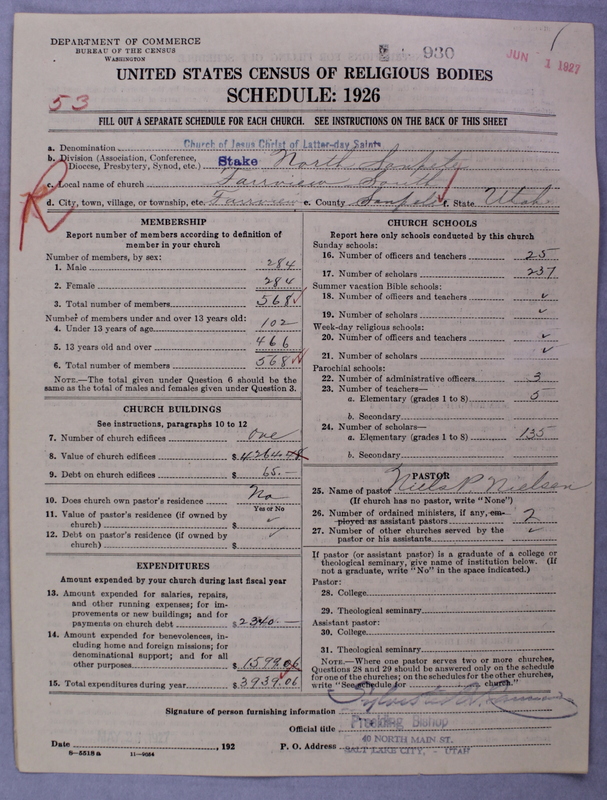 DEPARTMENT OF COMMERCE
BUREAU OF THE CENSUS
WASHINGTON
930
JUN 1 1927
UNITED STATES CENSUS OF RELIGIOUS BODIES
SCHEDULE: 1926
53
FILL OUT A SEPARATE SCHEDULE FOR EACH CHURCH. SEE INSTRUCTIONS ON THE BACK OF THIS SHEET
a. Denomination Church of Jesus Christ of Latter-day Saints
b. Division (Association, Conference, Diocese, Presbytery, Synod, etc.) Stake North Sanpete
c. Local name of church Fairview South
d. City, town, village, or township, etc. Fairview e. County Sanpete f. State Utah
MEMBERSHIP
Report number of members according to definition of member in your church
Number of members, by sex:
1. Male 284
2. Female 284
3. Total number of members 568
Number of members under and over 13 years old:
4. Under 13 years of age 102
5. 13 years old and over 466
6. Total number of members 568
NOTE.—The total given under Question 6 should be the same as the total of males and females given under Question 3.
CHURCH BUILDINGS
See instructions, paragraphs 10 to 12
7. Number of church edifices one
8. Value of church edifices $
9. Debt on church edifices $ 65.—
10. Does church own pastor's residence No
Yes or No
11. Value of pastor's residence (if owned by church) $ ✓
12. Debt on pastor's residence (if owned by church) $ ✓
EXPENDITURES
Amount expended by your church during last fiscal year
13. Amount expended for salaries, repairs, and other running expenses; for improvements or new buildings; and for payments on church debt $ 2340.—
14. Amount expended for benevolences, including home and foreign missions; for denominational support; and for all other purposes $ 1599.06
15. Total expenditures during year $ 3939.06
CHURCH SCHOOLS
Report here only schools conducted by this church
Sunday schools:
16. Number of officers and teachers 25
17. Number of scholars 237
Summer vacation Bible schools:
18. Number of officers and teachers ✓
19. Number of scholars ✓
Week-day religious schools:
20. Number of officers and teachers ✓
21. Number of scholars ✓
Parochial schools:
22. Number of administrative officers 3
23. Number of teachers—
a. Elementary (grades 1 to 8) 5
b. Secondary
24. Number of scholars—
a. Elementary (grades 1 to 8) 135
b. Secondary
PASTOR
25. Name of pastor Niels P. Nielsen
(If church has no pastor, write "None")
26. Number of ordained ministers, if any, employed as assistant pastors 2
27. Number of other churches served by the pastor or his assistants ✓
If pastor (or assistant pastor) is a graduate of a college or theological seminary, give name of institution below. (If not a graduate, write "No" in the space indicated.)
Pastor:
28. College
29. Theological seminary
Assistant pastor:
30. College
31. Theological seminary
NOTE.—Where one pastor serves two or more churches, Questions 28 and 29 should be answered only on the schedule for one of the churches; on the schedules for the other churches, write "See Schedule for church."
Signature of person furnishing information
Official title Presiding Bishop
Date , 192
P. O. Address 40 NORTH MAIN ST.
SALT LAKE CITY, - UTAH
8-5518a 11-9584